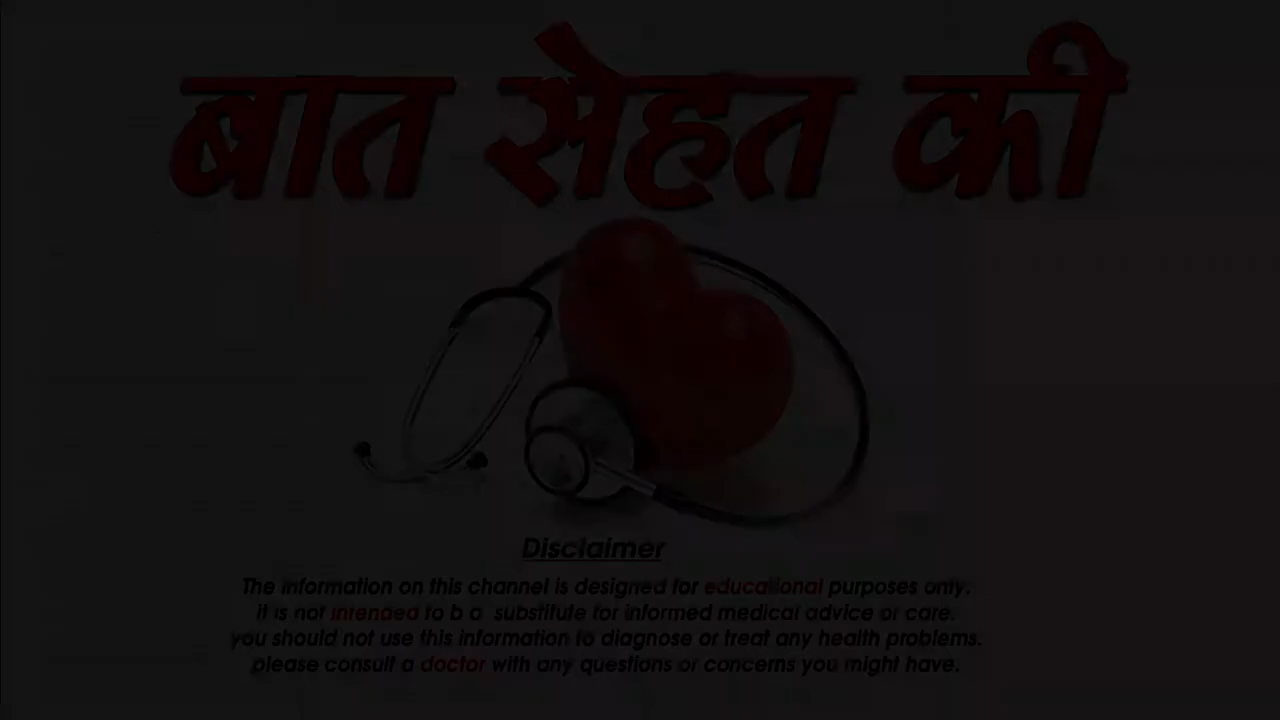 बात सेहत की
Disclaimer
The information on this channel is designed for educational purposes only.
it is not intended to b a substitute for informed medical advice or care.
you should not use this information to diagnose or treat any health problems.
please consult a doctor with any questions or concerns you might have.